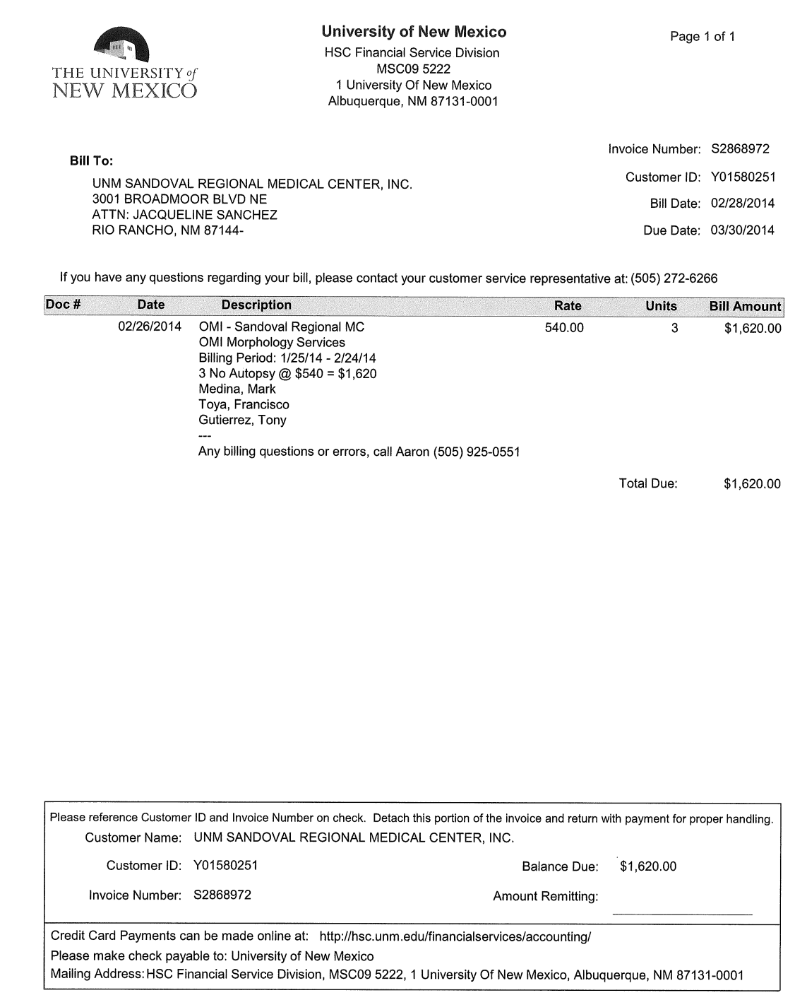 THE UNIVERSITY of
NEW MEXICO
University of New Mexico
HSC Financial Service Division
MSC09 5222
1 University Of New Mexico
Albuquerque, NM 87131-0001
Page 1 of 1
Bill To:
UNM SANDOVAL REGIONAL MEDICAL CENTER, INC.
3001 BROADMOOR BLVD NE
ATTN: JACQUELINE SANCHEZ
RIO RANCHO, NM 87144-
Invoice Number: S2868972
Customer ID: Y01580251
Bill Date: 02/28/2014
Due Date: 03/30/2014
If you have any questions regarding your bill, please contact your customer service representative at: (505) 272-6266
Doc # Date Description Rate Units Bill Amount
02/26/2014 OMI - Sandoval Regional MC 540.00 3 $1,620.00
OMI Morphology Services
Billing Period: 1/25/14 - 2/24/14
3 No Autopsy @ $540 = $1,620
Medina, Mark
Toya, Francisco
Gutierrez, Tony
---
Any billing questions or errors, call Aaron (505) 925-0551
Total Due: $1,620.00
Please reference Customer ID and Invoice Number on check. Detach this portion of the invoice and return with payment for proper handling.
Customer Name: UNM SANDOVAL REGIONAL MEDICAL CENTER, INC.
Customer ID: Y01580251 Balance Due: $1,620.00
Invoice Number: S2868972 Amount Remitting:
Credit Card Payments can be made online at: http://hsc.unm.edu/financialservices/accounting/
Please make check payable to: University of New Mexico
Mailing Address: HSC Financial Service Division, MSC09 5222, 1 University Of New Mexico, Albuquerque, NM 87131-0001